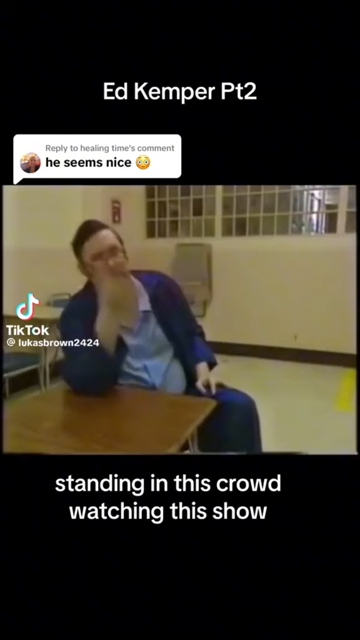 Ed Kemper Pt2
Reply to healing time's comment
he seems nice 😳
TikTok
@ lukasbrown2424
standing in this crowd
watching this show